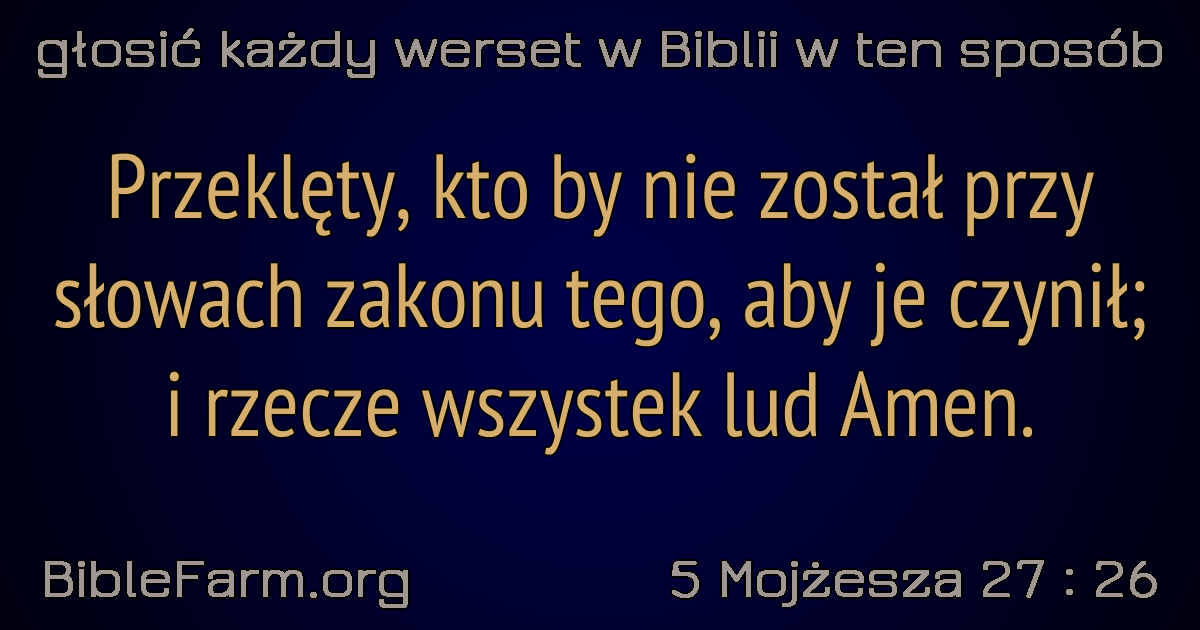 głosić każdy werset w Biblii w ten sposób
Przeklęty, kto by nie został przy
słowach zakonu tego, aby je czynił;
i rzecze wszystek lud Amen.
BibleFarm.org
5 Mojżesza 27 : 26